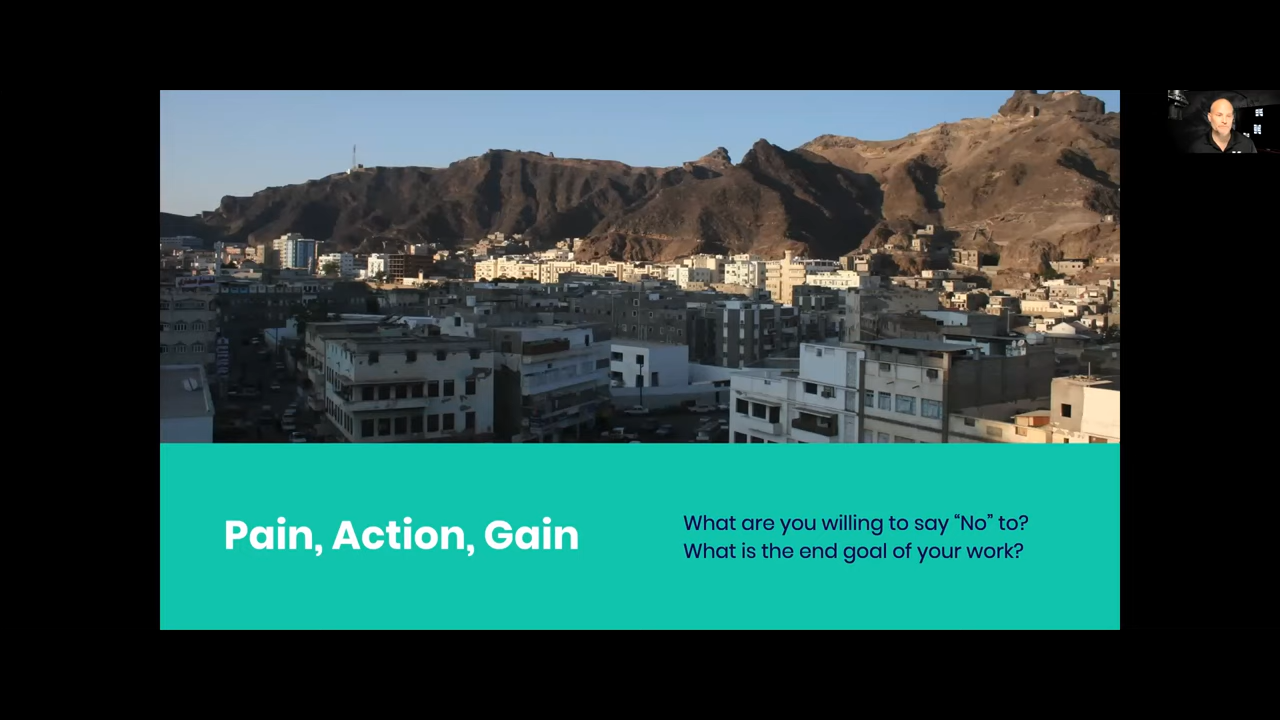 Pain, Action, Gain
What are you willing to say “No” to?
What is the end goal of your work?